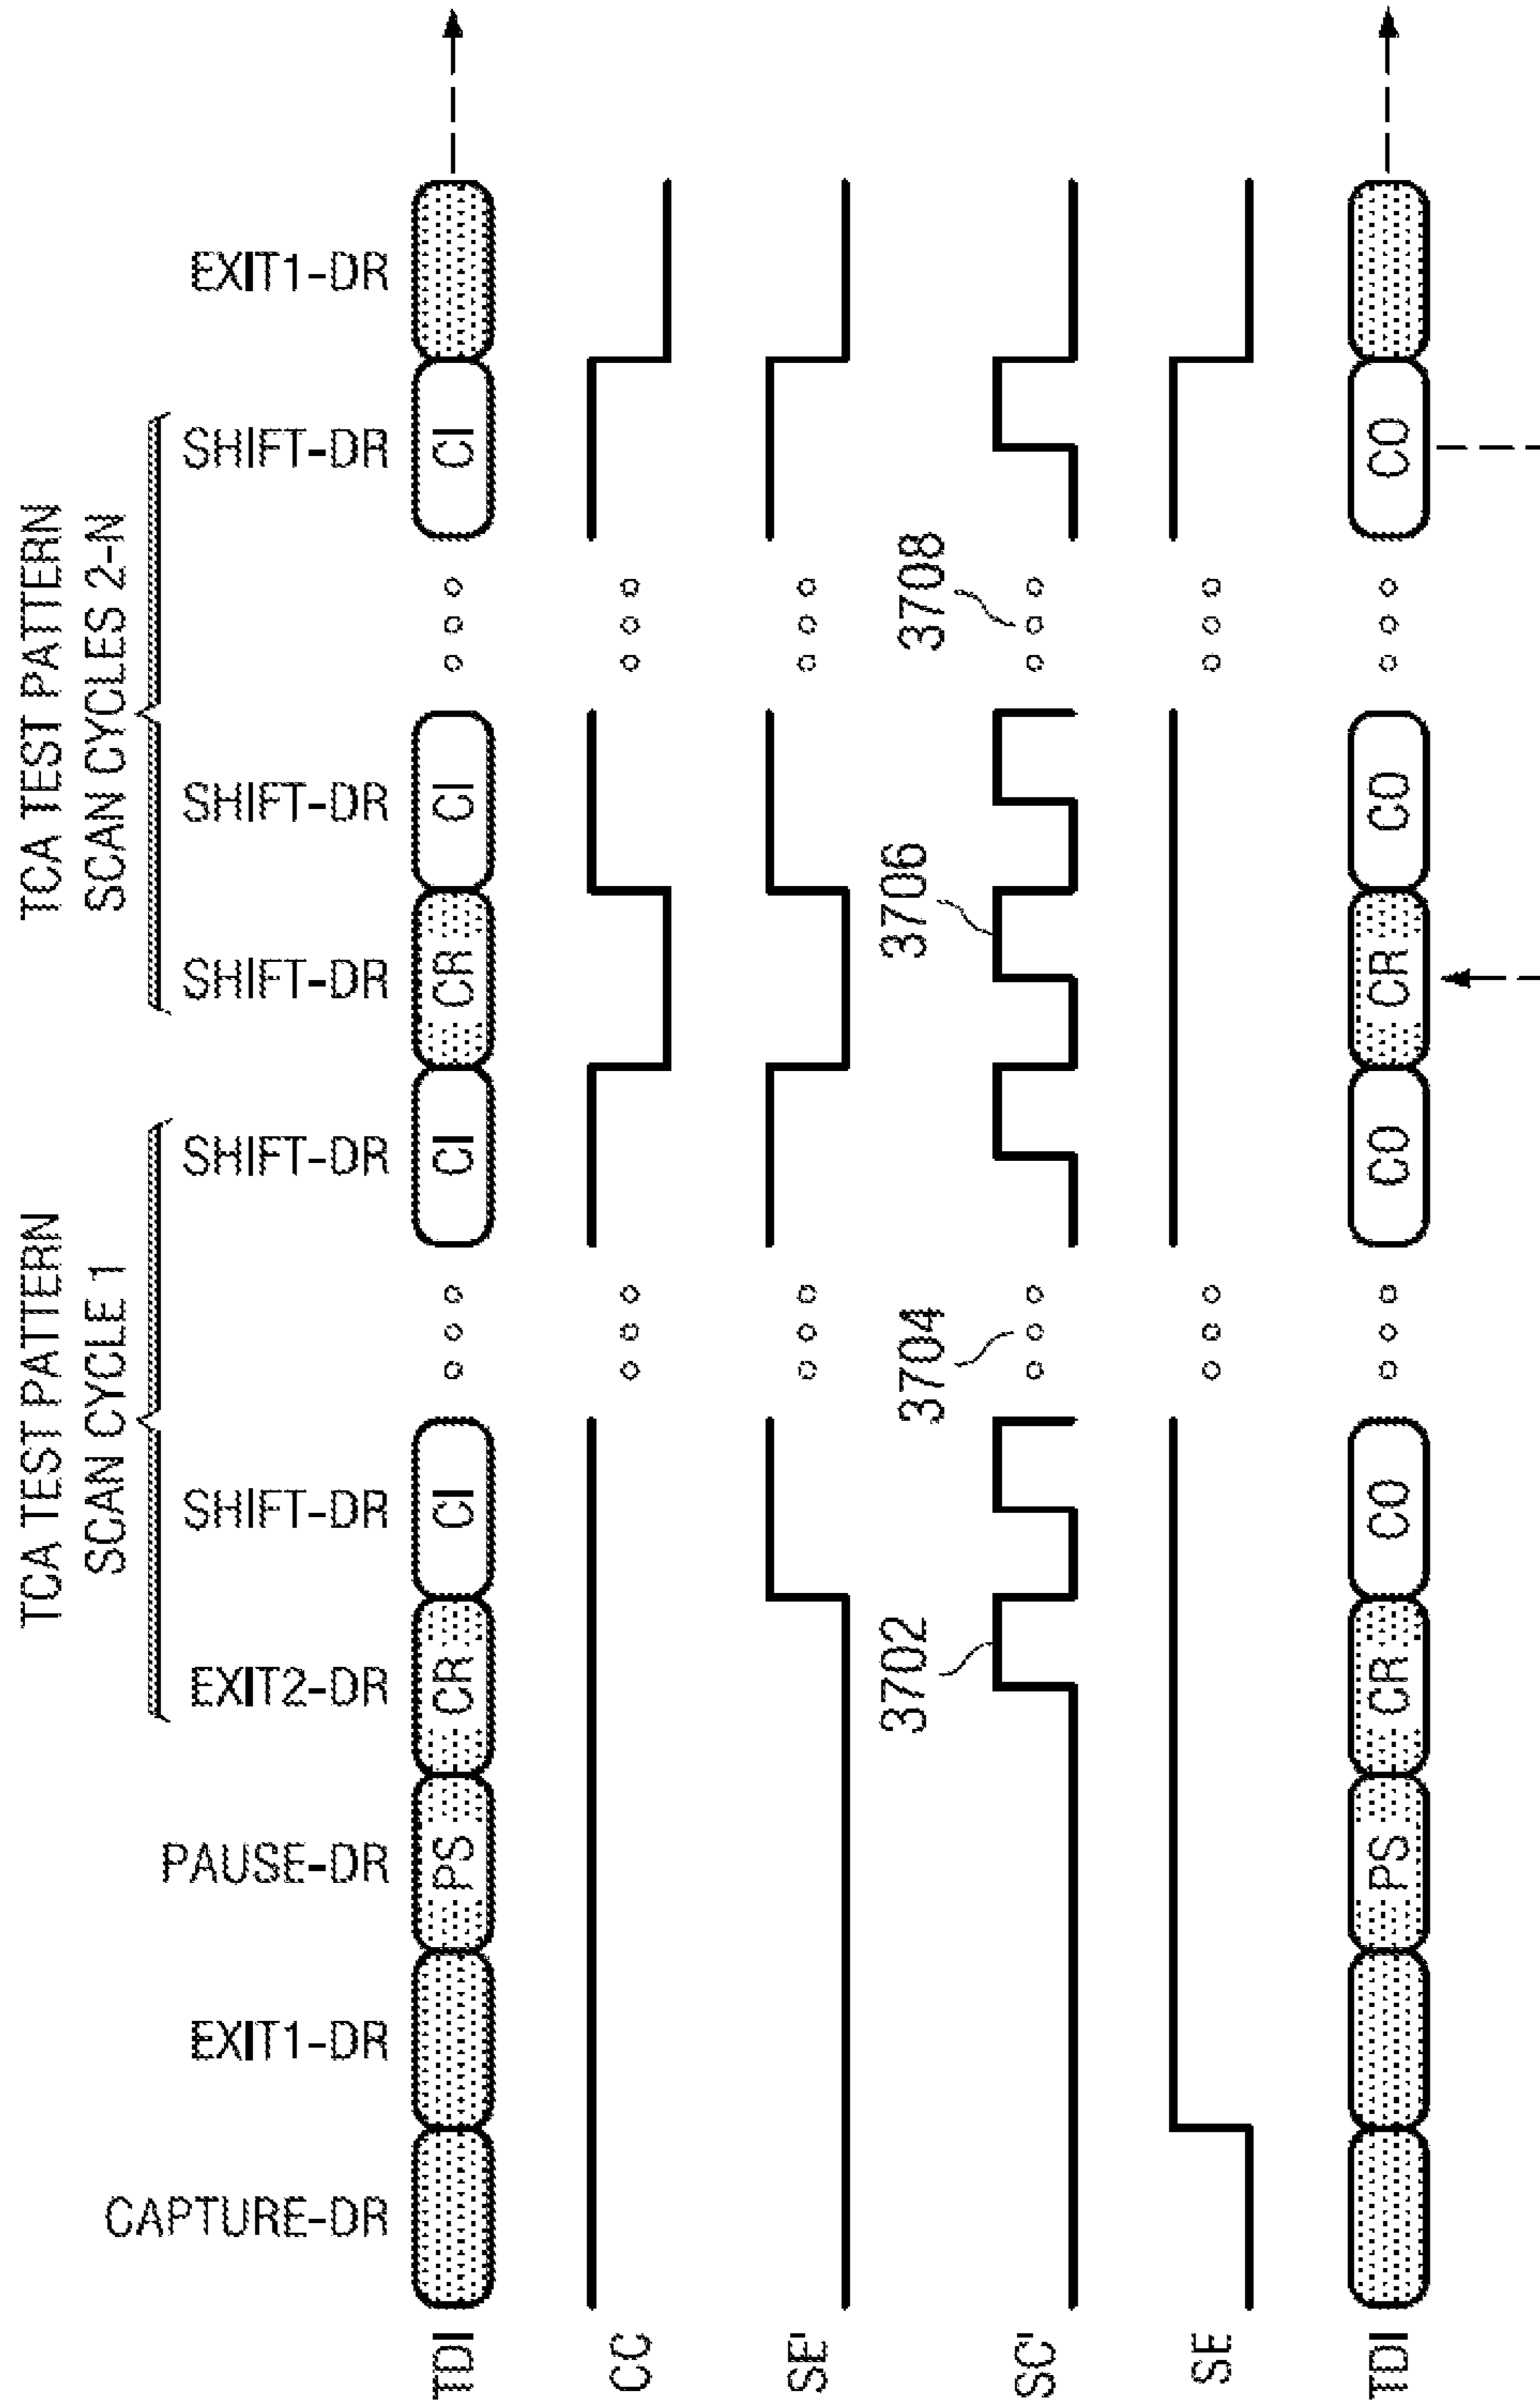 TCA TEST PATTERN
SCAN CYCLE 1
TCA TEST PATTERN
SCAN CYCLES 2-N
CAPTURE-DR
EXIT1-DR
PAUSE-DR
EXIT2-DR
SHIFT-DR
SHIFT-DR
SHIFT-DR
SHIFT-DR
SHIFT-DR
EXIT1-DR
TDI
PS
CR
CI
CI
CR
CI
CI
CC
SE'
3702
3704
3706
3708
SC'
SE
TDI
PS
CR
CO
CO
CR
CO
CO